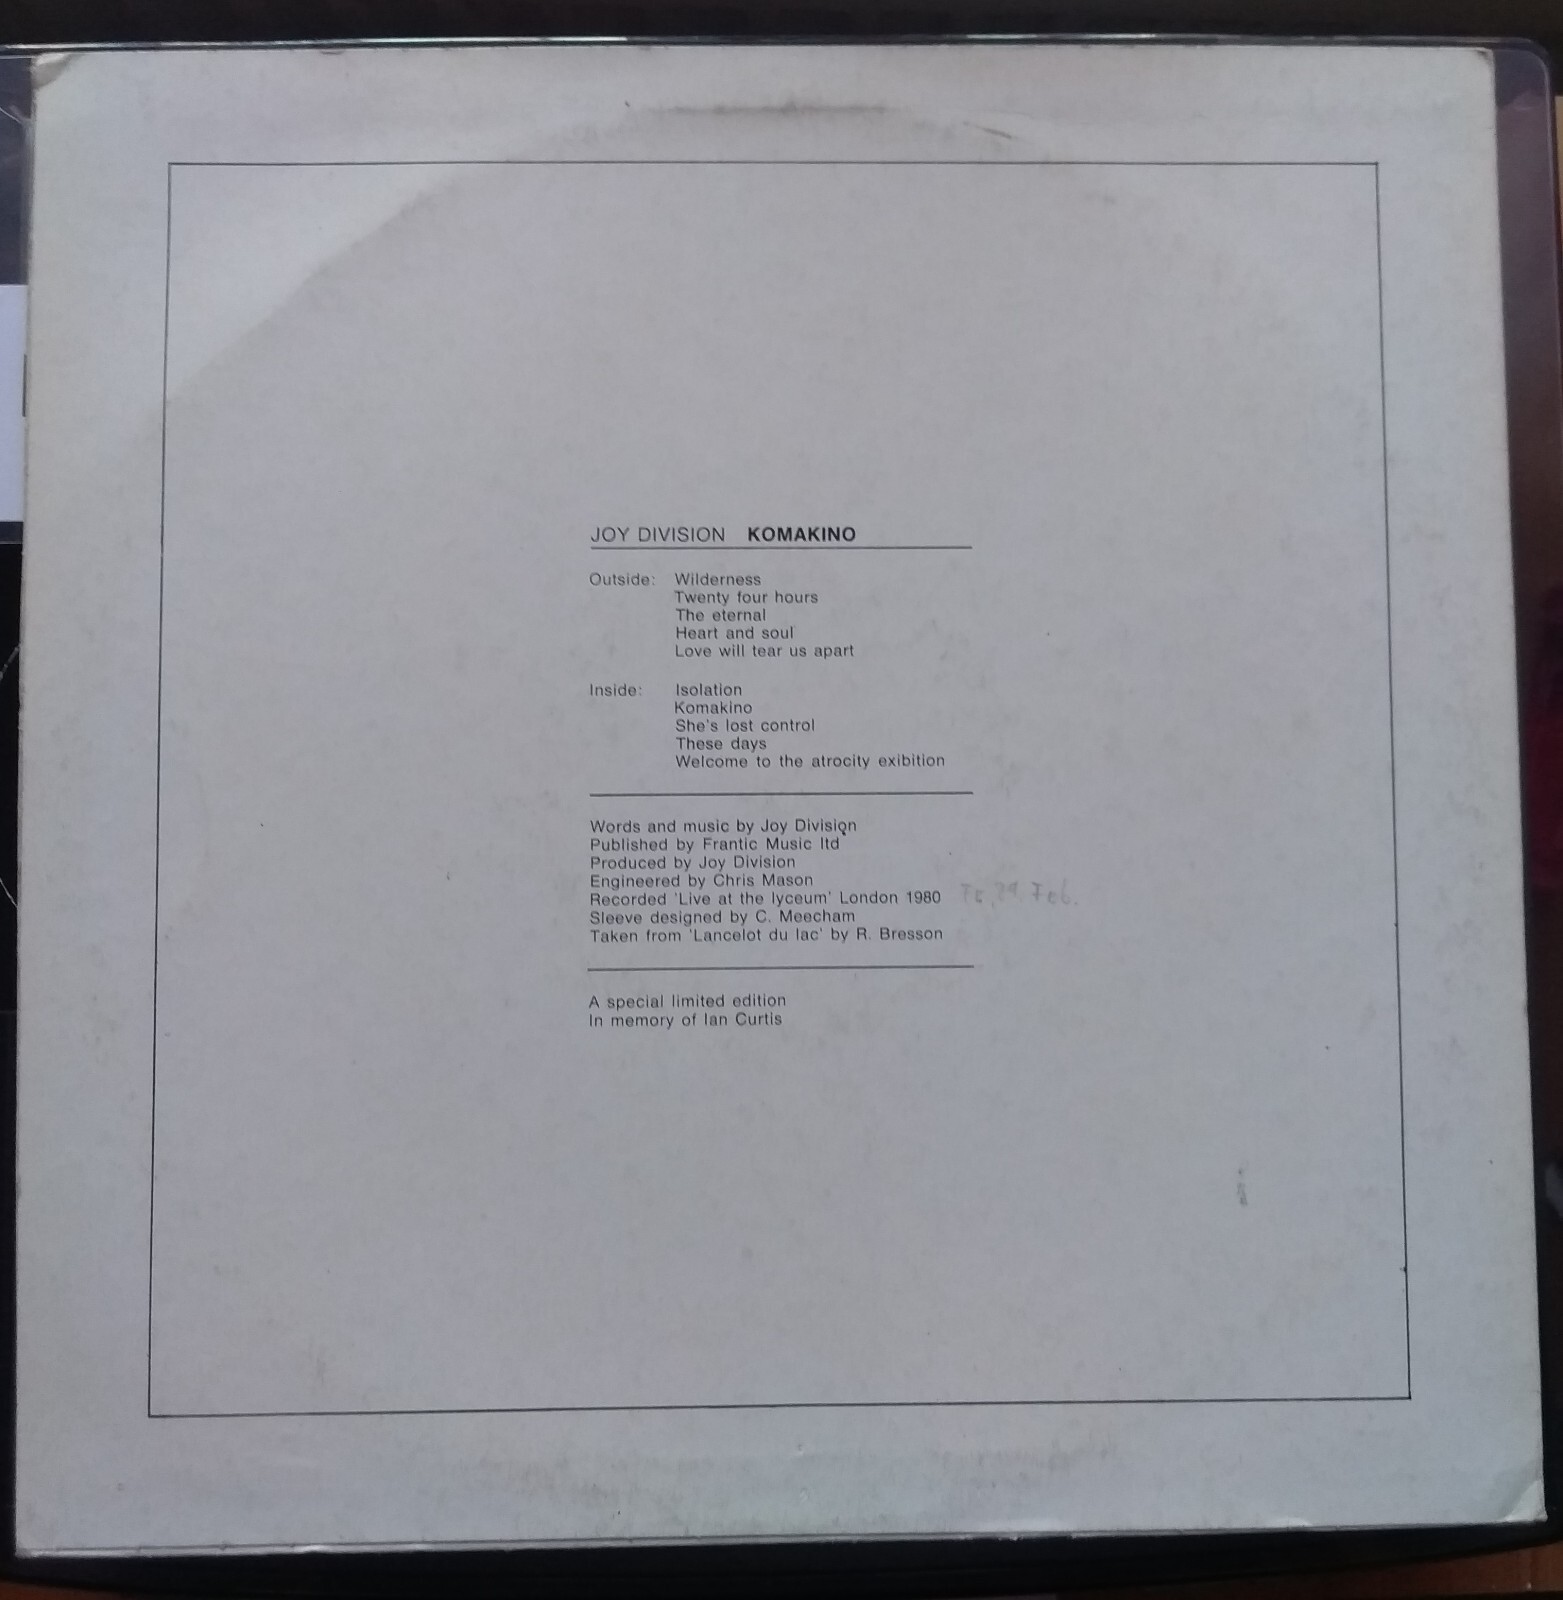 JOY DIVISION KOMAKINO
Outside: Wilderness
Twenty four hours
The eternal
Heart and soul
Love will tear us apart
Inside: Isolation
Komakino
She's lost control
These days
Welcome to the atrocity exibition
Words and music by Joy Division
Published by Frantic Music ltd
Produced by Joy Division
Engineered by Chris Mason
Recorded 'Live at the lyceum' London 1980 29. Feb.
Sleeve designed by C. Meecham
Taken from 'Lancelot du lac' by R. Bresson
A special limited edition
In memory of Ian Curtis